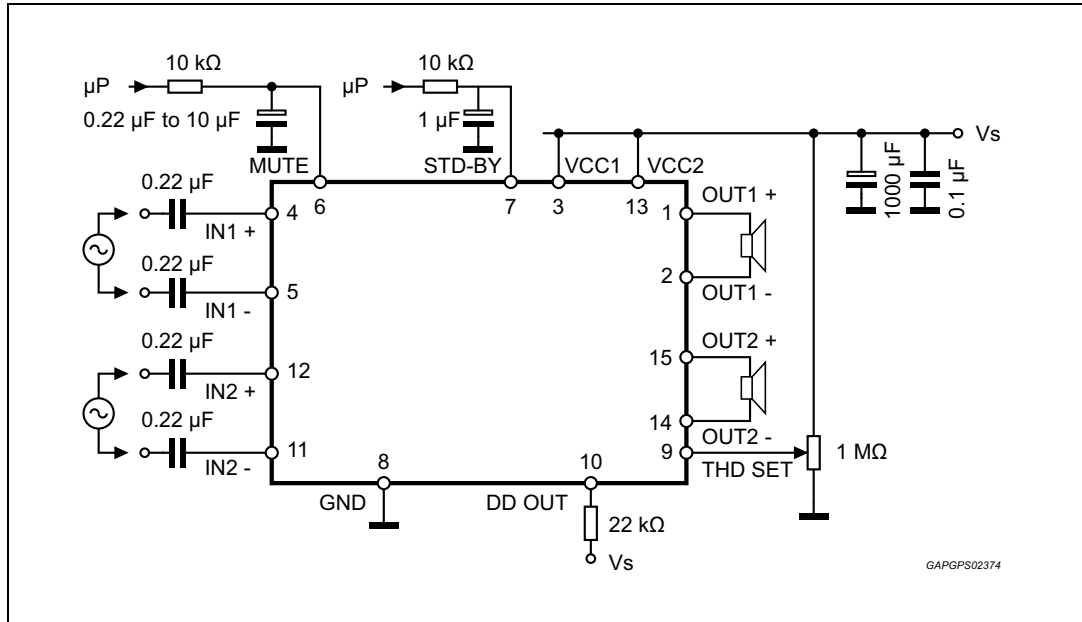 10 kΩ
10 kΩ
µP
µP
0.22 µF to 10 µF
1 µF
Vs
MUTE
STD-BY
VCC1
VCC2
1000 µF
0.1 µF
6
7
3
13
0.22 µF
4
IN1 +
0.22 µF
5
IN1 -
0.22 µF
12
IN2 +
0.22 µF
11
IN2 -
1
OUT1 +
2
OUT1 -
15
OUT2 +
14
OUT2 -
9
THD SET
1 MΩ
8
10
GND
DD OUT
22 kΩ
Vs
GAPGPS02374